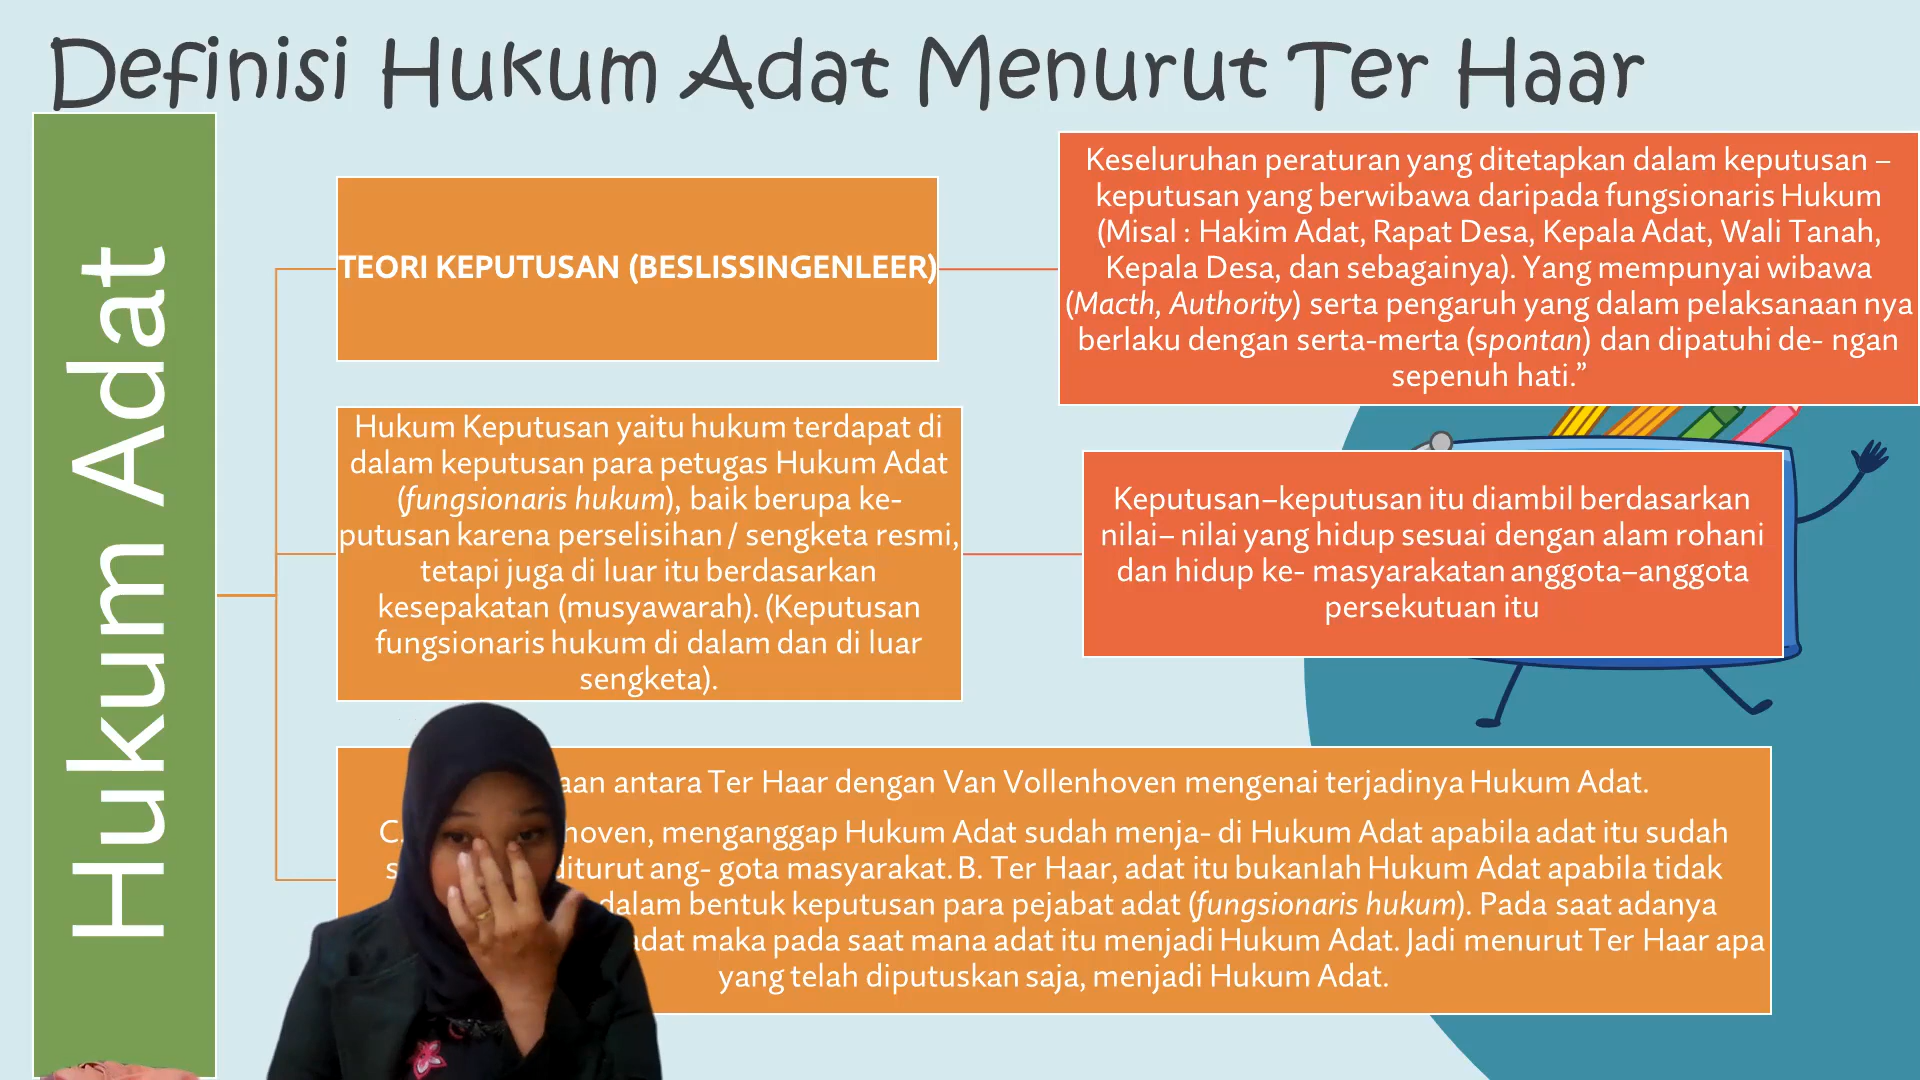 Definisi Hukum Adat Menurut Ter Haar
Hukum Adat
TEORI KEPUTUSAN (BESLISSINGENLEER)
Keseluruhan peraturan yang ditetapkan dalam keputusan –
keputusan yang berwibawa daripada fungsionaris Hukum
(Misal : Hakim Adat, Rapat Desa, Kepala Adat, Wali Tanah,
Kepala Desa, dan sebagainya). Yang mempunyai wibawa
(Macth, Authority) serta pengaruh yang dalam pelaksanaan nya
berlaku dengan serta-merta (spontan) dan dipatuhi de- ngan
sepenuh hati.”
Hukum Keputusan yaitu hukum terdapat di
dalam keputusan para petugas Hukum Adat
(fungsionaris hukum), baik berupa ke-
putusan karena perselisihan / sengketa resmi,
tetapi juga di luar itu berdasarkan
kesepakatan (musyawarah). (Keputusan
fungsionaris hukum di dalam dan di luar
sengketa).
Keputusan–keputusan itu diambil berdasarkan
nilai– nilai yang hidup sesuai dengan alam rohani
dan hidup ke- masyarakatan anggota–anggota
persekutuan itu
antara Ter Haar dengan Van Vollenhoven mengenai terjadinya Hukum Adat.
menganggap Hukum Adat sudah menja- di Hukum Adat apabila adat itu sudah
diturut ang- gota masyarakat. B. Ter Haar, adat itu bukanlah Hukum Adat apabila tidak
dalam bentuk keputusan para pejabat adat (fungsionaris hukum). Pada saat adanya
adat maka pada saat mana adat itu menjadi Hukum Adat. Jadi menurut Ter Haar apa
yang telah diputuskan saja, menjadi Hukum Adat.